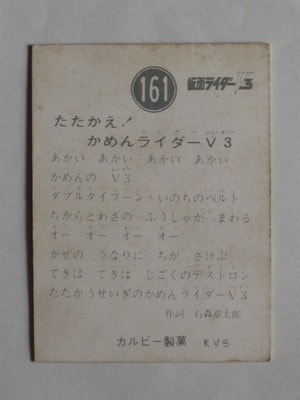 161 仮面ライダーV3
たたかえ!
かめんライダーV3
あかい あかい あかい あかい
かめんの V3
ダブルタイフーン・いのちのベルト
ちからとわざの ふうしゃが まわる
オー オー オー オー
かぜの うなりに ちが さけぶ
てきは てきは じごくのデストロン
たたかうせいぎのかめんライダーV3
作詞 石森章太郎
カルビー製菓 KV5